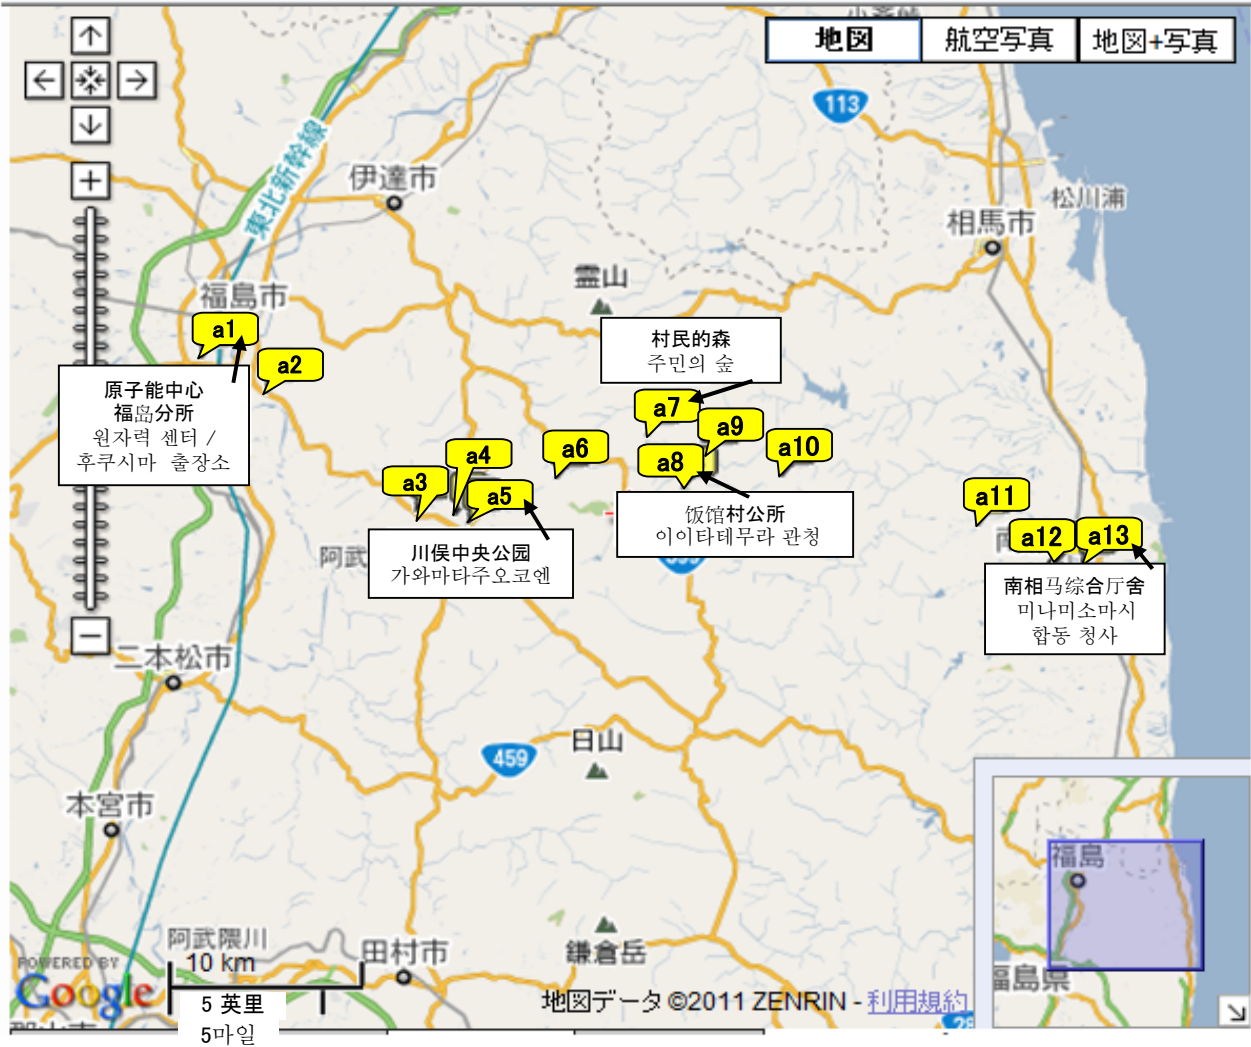 地図
航空写真
地図+写真
113
伊達市
東北新幹線
松川浦
相馬市
霊山
福島市
a1
a2
村民的森
주민의 숲
原子能中心
福岛分所
원자력 센터 /
후쿠시마 출장소
a7
a9
a10
a4
a6
a8
a3
a5
a11
饭馆村公所
이이타테무라 관청
a12
a13
南
阿武
川俣中央公园
가와마타주오코엔
南相马综合厅舍
미나미소마시
합동 청사
二本松市
日山
459
本宮市
福島
阿武隈川
田村市
鎌倉岳
10 km
福島県
POWERED BY
Google
5 英里
5마일
地図データ ©2011 ZENRIN - 利用規約